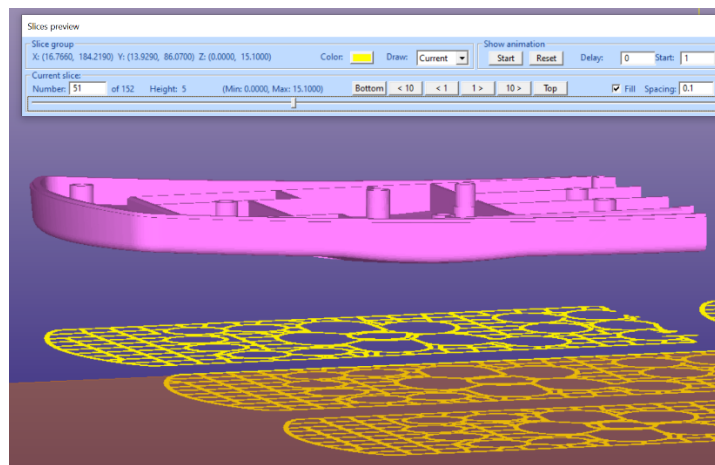 Slices preview
Slice group
Show animation
X: (16.7660, 184.2190) Y: (13.9290, 86.0700) Z: (0.0000, 15.1000) Color: Draw: Current Start Reset Delay: 0 Start: 1
Current slice:
Number: 51 of 152 Height: 5 (Min: 0.0000, Max: 15.1000) Bottom < 10 < 1 1 > 10 > Top Fill Spacing: 0.1